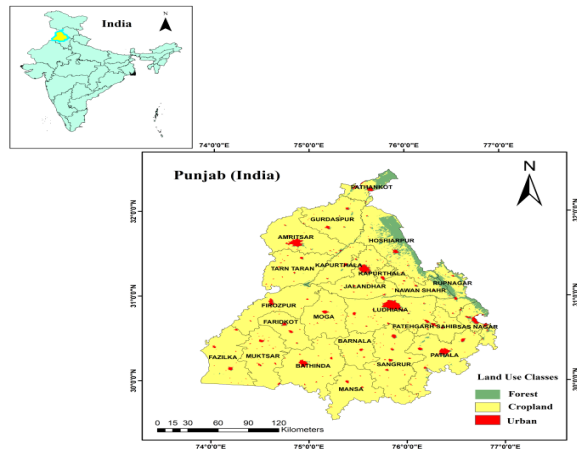 India
N
74°0'0"E 75°0'0"E 76°0'0"E 77°0'0"E
Punjab (India)
N
PATHANKOT
32°0'0"N
GURDASPUR
AMRITSAR
HOSHIARPUR
TARN TARAN
KAPURTHALA
KAPURTHALA
RUPNAGAR
JALANDHAR
NAWAN SHAHR
31°0'0"N
FIROZPUR
MOGA
LUDHIANA
FARIDKOT
FATEHGARH SAHIB
SAS NAGAR
BARNALA
FAZILKA
MUKTSAR
PATIALA
BATHINDA
SANGRUR
30°0'0"N
MANSA
Land Use Classes
Forest
Cropland
Urban
0 15 30 60 90 120
Kilometers
74°0'0"E 75°0'0"E 76°0'0"E 77°0'0"E